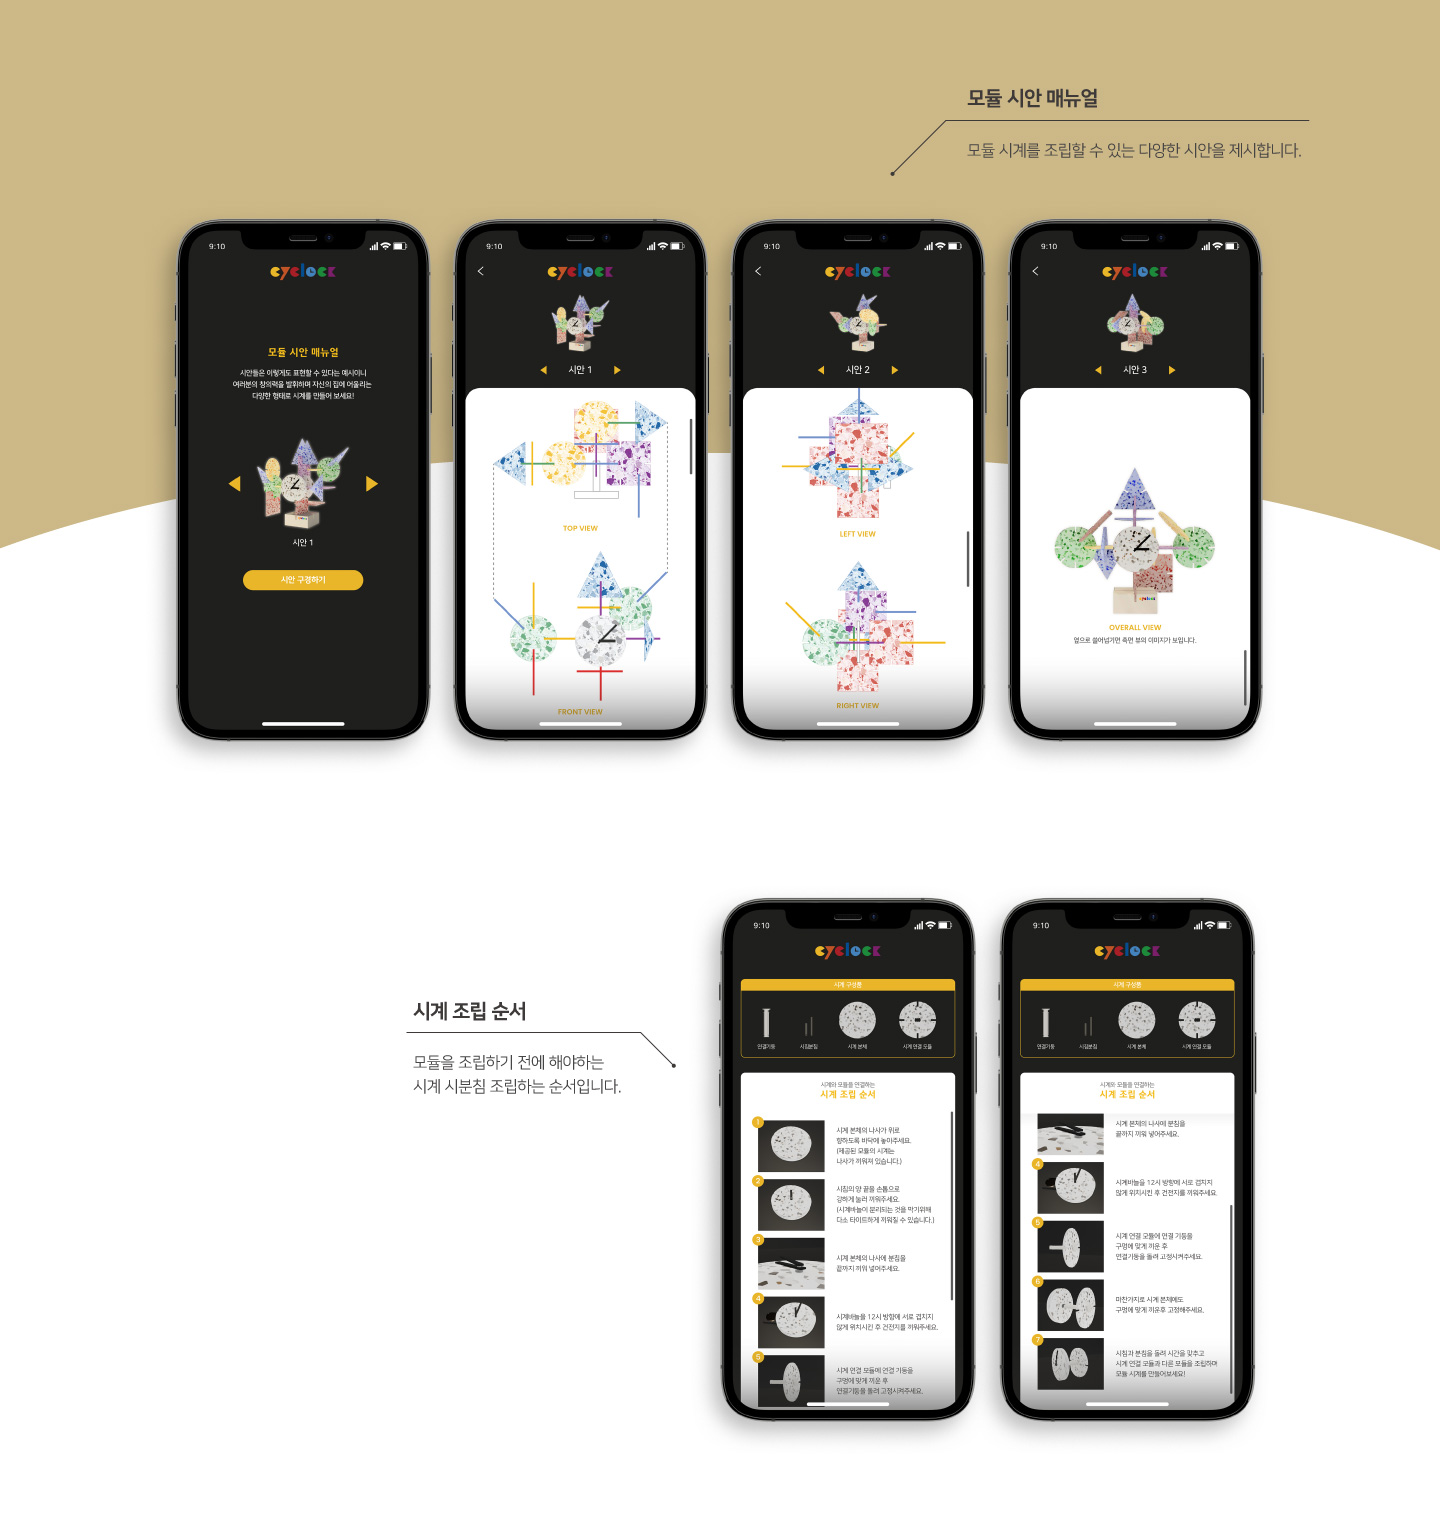 모듈 시안 매뉴얼
모듈 시계를 조립할 수 있는 다양한 시안을 제시합니다.
9:10
cyclock
모듈 시안 매뉴얼
시안들은 이렇게도 표현할 수 있다는 예시이니
여러분의 창의력을 발휘하며 자신의 집에 어울리는
다양한 형태로 시계를 만들어 보세요!
시안 1
시안 구경하기
9:10
cyclock
시안 1
TOP VIEW
FRONT VIEW
9:10
cyclock
시안 2
LEFT VIEW
RIGHT VIEW
9:10
cyclock
시안 3
cyclock
OVERALL VIEW
옆으로 쓸어넘기면 측면 뷰의 이미지가 보입니다.
시계 조립 순서
모듈을 조립하기 전에 해야하는
시계 시분침 조립하는 순서입니다.
9:10
cyclock
시계 구성품
연결기둥 시침분침 시계 본체 시계 연결 모듈
시계와 모듈을 연결하는
시계 조립 순서
1
시계 본체의 나사가 위로
향하도록 바닥에 놓아주세요.
(제공된 모듈의 시계는
나사가 끼워져 있습니다.)
2
시침의 양 끝을 손톱으로
강하게 눌러 끼워주세요.
(시계바늘이 분리되는 것을 막기위해
다소 타이트하게 끼워질 수 있습니다.)
3
시계 본체의 나사에 분침을
끝까지 끼워 넣어주세요.
4
시계바늘을 12시 방향에 서로 겹치지
않게 위치시킨 후 건전지를 끼워주세요.
5
시계 연결 모듈에 연결 기둥을
구멍에 맞게 끼운 후
연결기둥을 돌려 고정시켜주세요.
9:10
cyclock
시계 구성품
연결기둥 시침분침 시계 본체 시계 연결 모듈
시계와 모듈을 연결하는
시계 조립 순서
시계 본체의 나사에 분침을
끝까지 끼워 넣어주세요.
4
시계바늘을 12시 방향에 서로 겹치지
않게 위치시킨 후 건전지를 끼워주세요.
5
시계 연결 모듈에 연결 기둥을
구멍에 맞게 끼운 후
연결기둥을 돌려 고정시켜주세요.
6
마찬가지로 시계 본체에도
구멍에 맞게 끼운후 고정해주세요.
7
시침과 분침을 돌려 시간을 맞추고
시계 연결 모듈과 다른 모듈을 조립하며
모듈 시계를 만들어보세요!